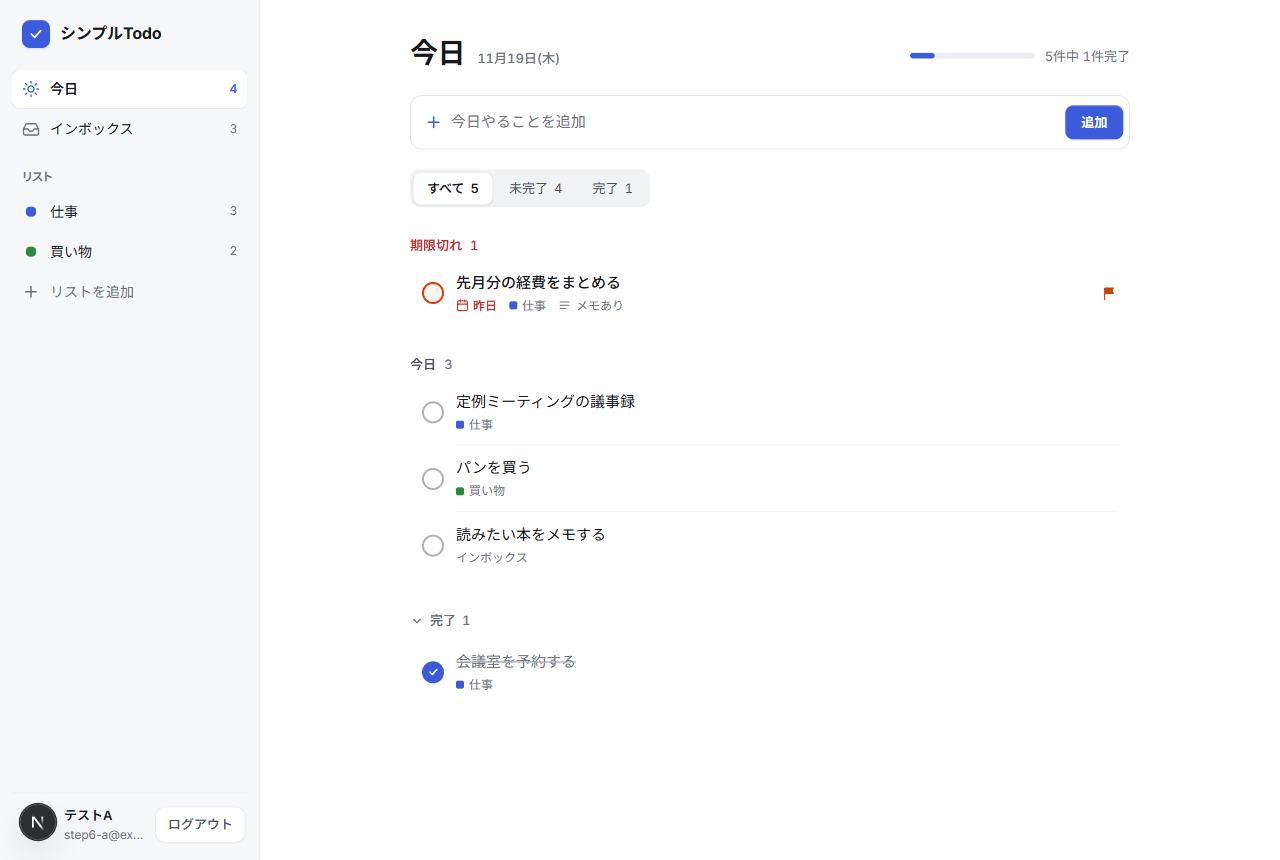 シンプルTodo
今日 4
インボックス 3
リスト
仕事 3
買い物 2
リストを追加
N テストA
step6-a@ex...
ログアウト
今日 11月19日(木)
5件中 1件完了
今日やることを追加
追加
すべて 5 未完了 4 完了 1
期限切れ 1
先月分の経費をまとめる
昨日 仕事 メモあり
今日 3
定例ミーティングの議事録
仕事
パンを買う
買い物
読みたい本をメモする
インボックス
完了 1
会議室を予約する
仕事